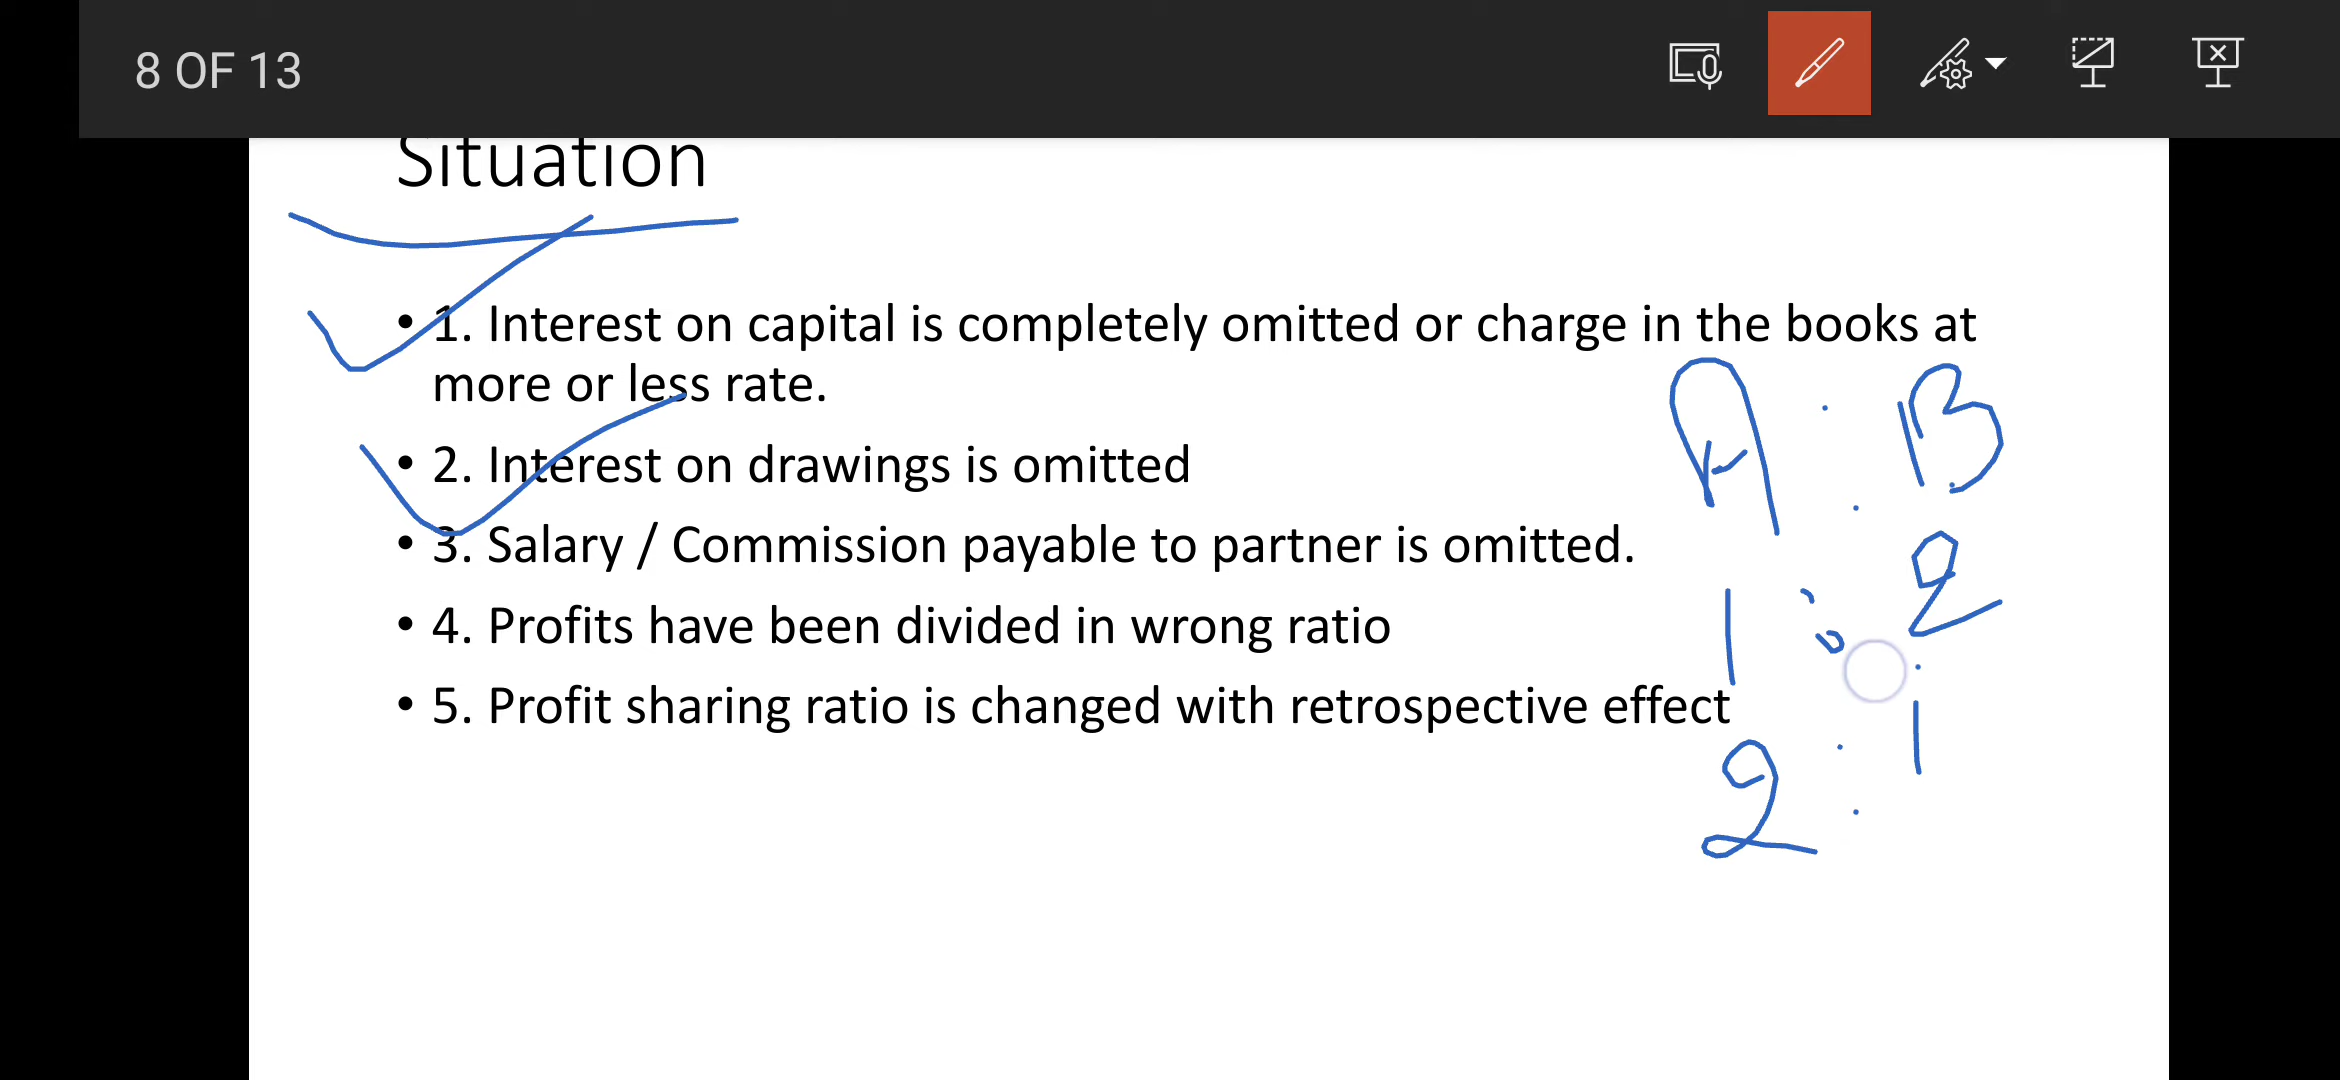 8 OF 13
Situation
• 1. Interest on capital is completely omitted or charge in the books at
more or less rate.
• 2. Interest on drawings is omitted
• 3. Salary / Commission payable to partner is omitted.
• 4. Profits have been divided in wrong ratio
• 5. Profit sharing ratio is changed with retrospective effect
A : B
1 : 2
2 : 1